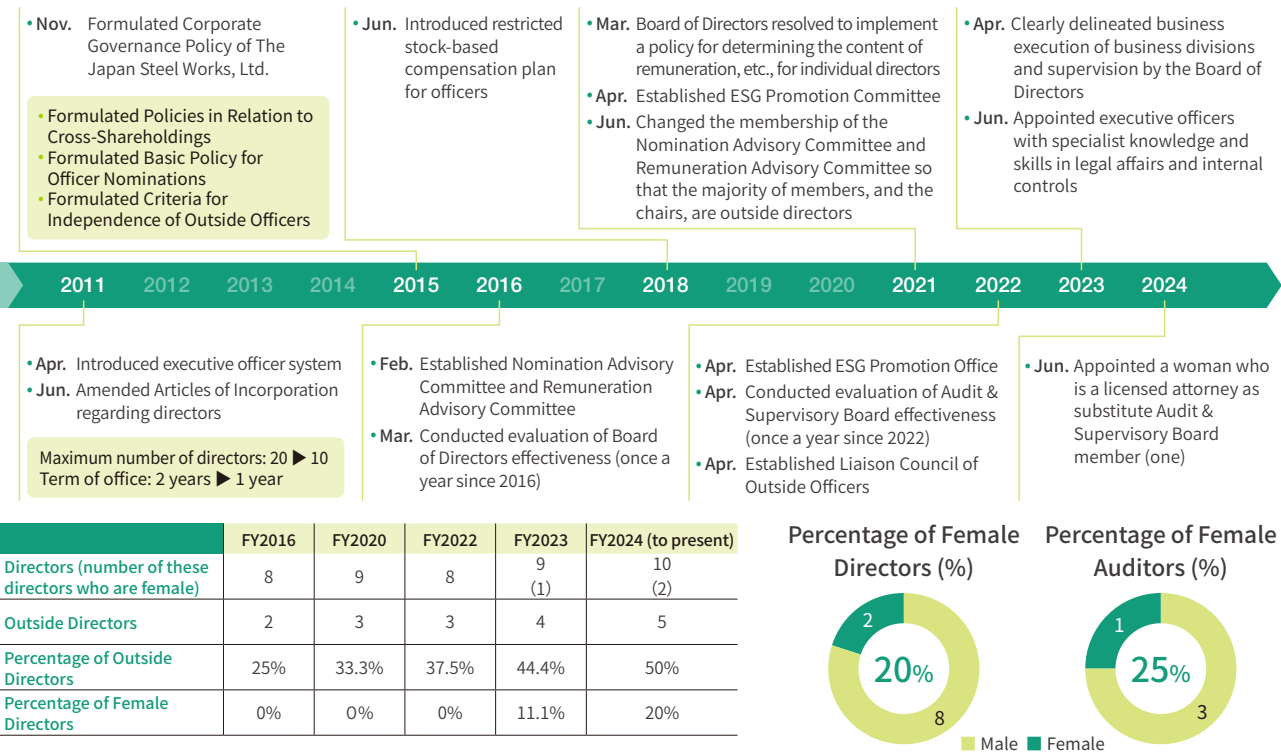 • Nov. Formulated Corporate
Governance Policy of The
Japan Steel Works, Ltd.
• Formulated Policies in Relation to
Cross-Shareholdings
• Formulated Basic Policy for
Officer Nominations
• Formulated Criteria for
Independence of Outside Officers
• Jun. Introduced restricted
stock-based
compensation plan
for officers
• Mar. Board of Directors resolved to implement
a policy for determining the content of
remuneration, etc., for individual directors
• Apr. Established ESG Promotion Committee
• Jun. Changed the membership of the
Nomination Advisory Committee and
Remuneration Advisory Committee so
that the majority of members, and the
chairs, are outside directors
• Apr. Clearly delineated business
execution of business divisions
and supervision by the Board of
Directors
• Jun. Appointed executive officers
with specialist knowledge and
skills in legal affairs and internal
controls
2011 2012 2013 2014 2015 2016 2017 2018 2019 2020 2021 2022 2023 2024
• Apr. Introduced executive officer system
• Jun. Amended Articles of Incorporation
regarding directors
Maximum number of directors: 20 ▶ 10
Term of office: 2 years ▶ 1 year
• Feb. Established Nomination Advisory
Committee and Remuneration
Advisory Committee
• Mar. Conducted evaluation of Board
of Directors effectiveness (once a
year since 2016)
• Apr. Established ESG Promotion Office
• Apr. Conducted evaluation of Audit &
Supervisory Board effectiveness
(once a year since 2022)
• Apr. Established Liaison Council of
Outside Officers
• Jun. Appointed a woman who
is a licensed attorney as
substitute Audit &
Supervisory Board
member (one)
FY2016 FY2020 FY2022 FY2023 FY2024 (to present)
Directors (number of these
directors who are female)
8 9 8 9 10
(1) (2)
Outside Directors 2 3 3 4 5
Percentage of Outside
Directors
25% 33.3% 37.5% 44.4% 50%
Percentage of Female
Directors
0% 0% 0% 11.1% 20%
Percentage of Female
Directors (%)
2
20%
8
Percentage of Female
Auditors (%)
1
25%
3
Male Female